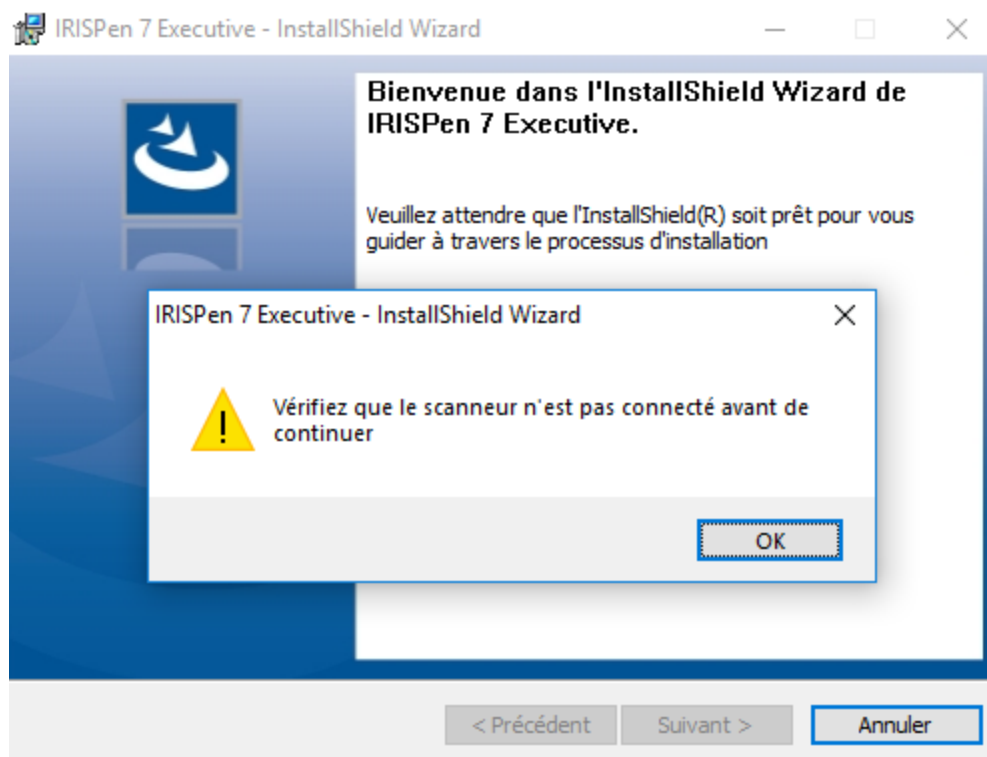 IRISPen 7 Executive - InstallShield Wizard
Bienvenue dans l'InstallShield Wizard de
IRISPen 7 Executive.
Veuillez attendre que l'InstallShield(R) soit prêt pour vous
guider à travers le processus d'installation
IRISPen 7 Executive - InstallShield Wizard
Vérifiez que le scanneur n'est pas connecté avant de
continuer
OK
< Précédent Suivant > Annuler